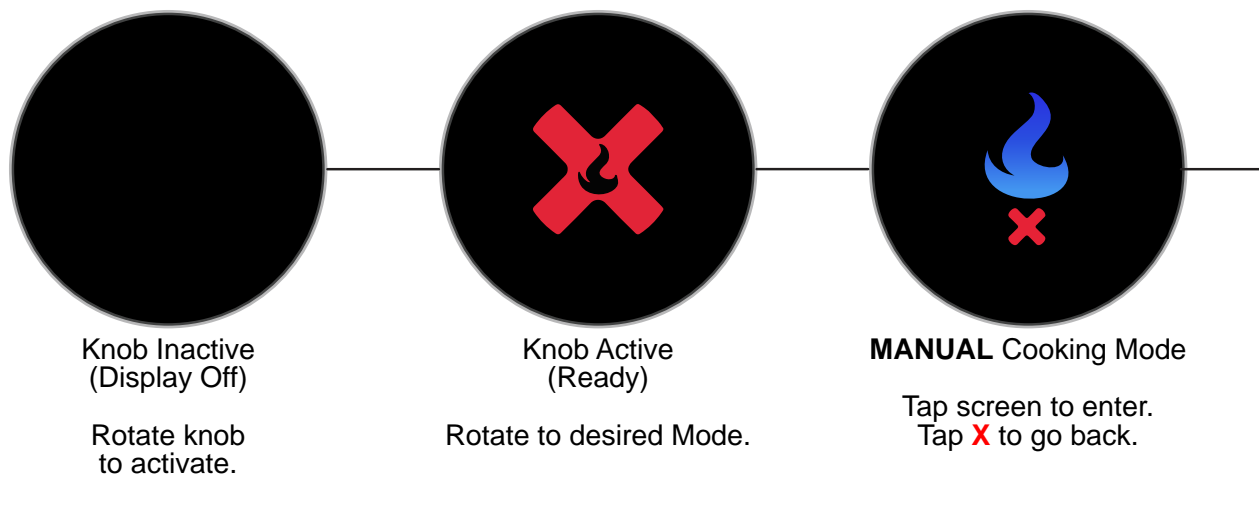 Knob Inactive
(Display Off)
Rotate knob
to activate.
Knob Active
(Ready)
Rotate to desired Mode.
MANUAL Cooking Mode
Tap screen to enter.
Tap X to go back.